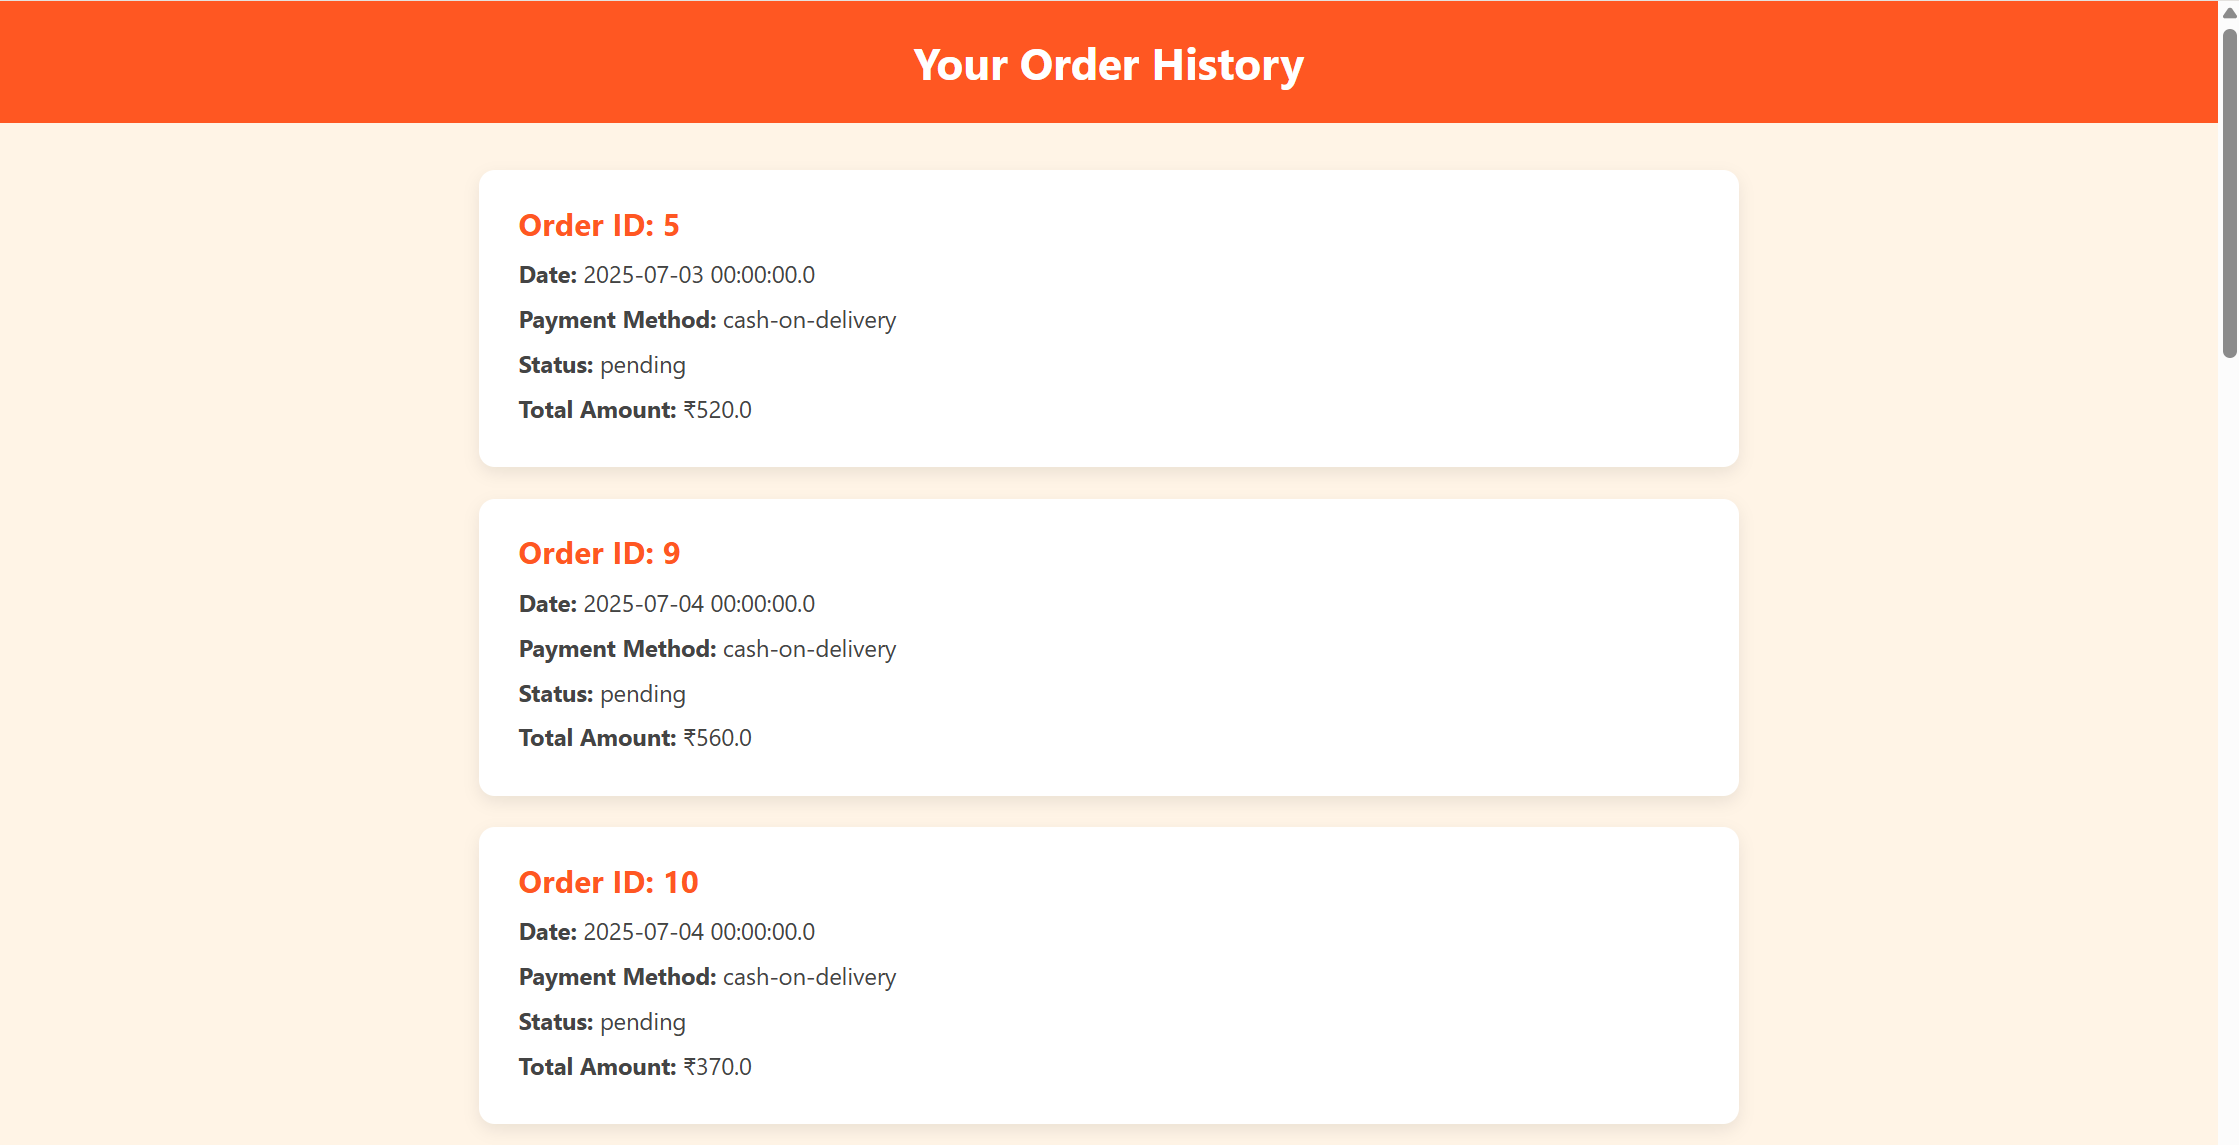 Your Order History
Order ID: 5
Date: 2025-07-03 00:00:00.0
Payment Method: cash-on-delivery
Status: pending
Total Amount: ₹520.0
Order ID: 9
Date: 2025-07-04 00:00:00.0
Payment Method: cash-on-delivery
Status: pending
Total Amount: ₹560.0
Order ID: 10
Date: 2025-07-04 00:00:00.0
Payment Method: cash-on-delivery
Status: pending
Total Amount: ₹370.0